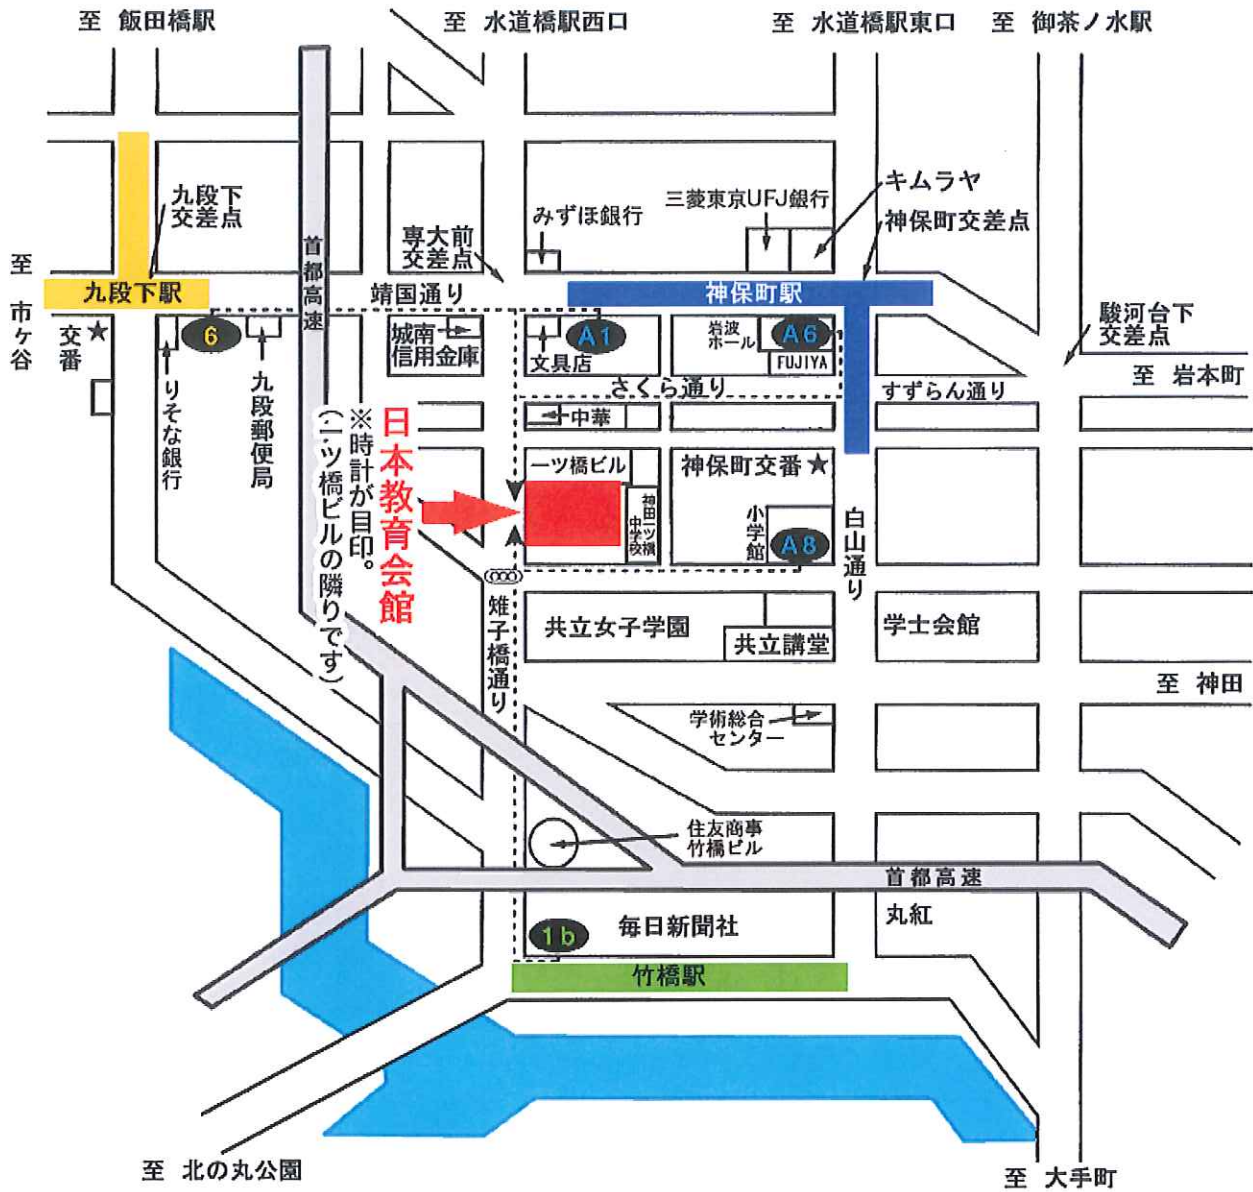 至 飯田橋駅
至 水道橋駅西口
至 水道橋駅東口
至 御茶ノ水駅
九段下
交差点
首都高速
専大前
交差点
みずほ銀行
三菱東京UFJ銀行
キムラヤ
神保町交差点
至 市ヶ谷
九段下駅
靖国通り
神保町駅
交番★
6
城南
信用金庫
文具店
A1
岩波
ホール
A6
FUJIYA
駿河台下
交差点
至 岩本町
りそな銀行
九段郵便局
さくら通り
すずらん通り
中華
日本教育会館
※時計が目印。
(一ツ橋ビルの隣りです)
一ツ橋ビル
神田一ツ橋
中学校
神保町交番★
小学館
A8
白山通り
雉子橋通り
共立女子学園
共立講堂
学士会館
至 神田
学術総合
センター
住友商事
竹橋ビル
首都高速
丸紅
1b
毎日新聞社
竹橋駅
至 北の丸公園
至 大手町